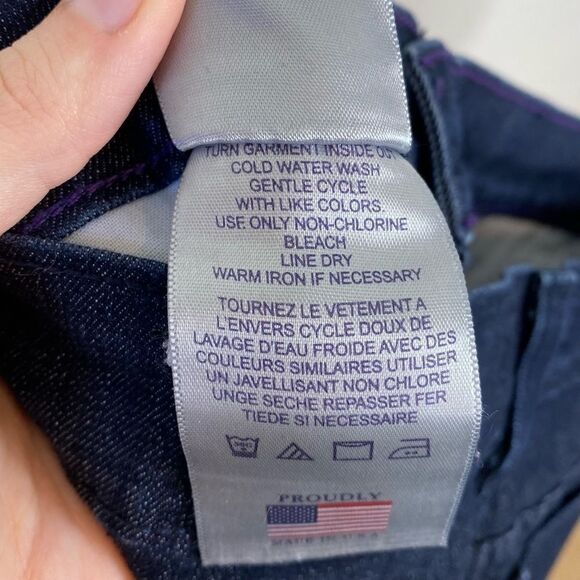 TURN GARMENT INSIDE OUT
COLD WATER WASH
GENTLE CYCLE
WITH LIKE COLORS
USE ONLY NON-CHLORINE
BLEACH
LINE DRY
WARM IRON IF NECESSARY
TOURNEZ LE VETEMENT A
L'ENVERS CYCLE DOUX DE
LAVAGE D'EAU FROIDE AVEC DES
COULEURS SIMILAIRES UTILISER
UN JAVELLISANT NON CHLORE
UNGE SECHE REPASSER FER
TIEDE SI NECESSAIRE
PROUDLY
MADE IN U.S.A